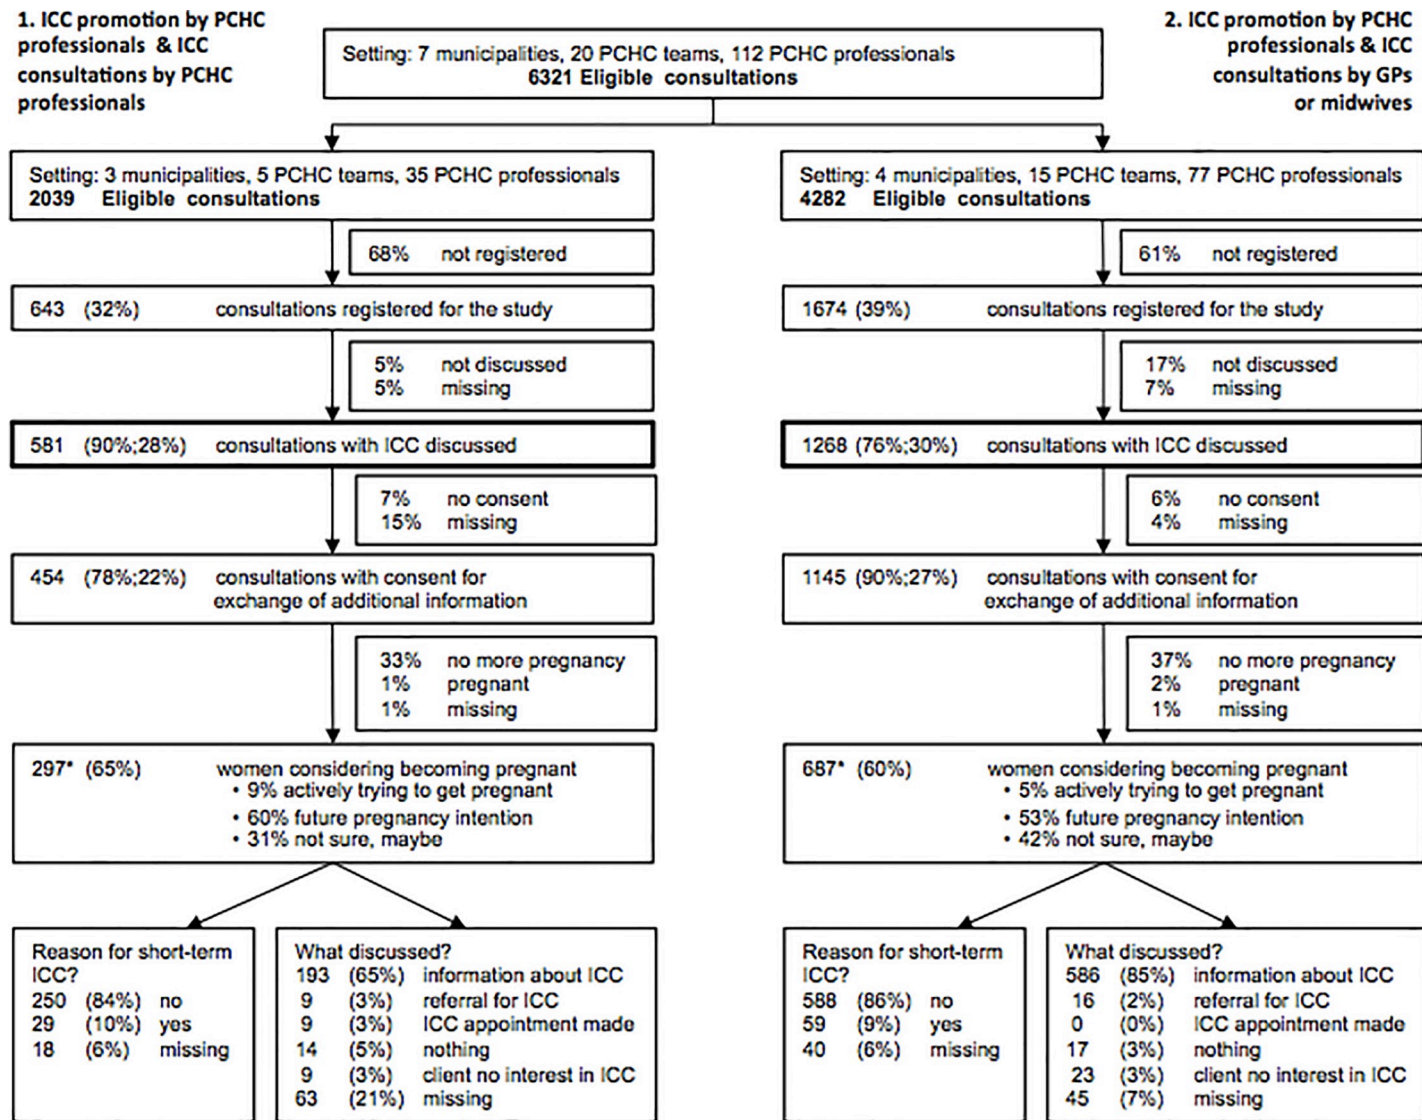 1. ICC promotion by PCHC
professionals & ICC
consultations by PCHC
professionals
2. ICC promotion by PCHC
professionals & ICC
consultations by GPs
or midwives
Setting: 7 municipalities, 20 PCHC teams, 112 PCHC professionals
6321 Eligible consultations
Setting: 3 municipalities, 5 PCHC teams, 35 PCHC professionals
2039 Eligible consultations
68% not registered
643 (32%) consultations registered for the study
5% not discussed
5% missing
581 (90%;28%) consultations with ICC discussed
7% no consent
15% missing
454 (78%;22%) consultations with consent for
exchange of additional information
33% no more pregnancy
1% pregnant
1% missing
297* (65%) women considering becoming pregnant
• 9% actively trying to get pregnant
• 60% future pregnancy intention
• 31% not sure, maybe
Reason for short-term
ICC?
250 (84%) no
29 (10%) yes
18 (6%) missing
What discussed?
193 (65%) information about ICC
9 (3%) referral for ICC
9 (3%) ICC appointment made
14 (5%) nothing
9 (3%) client no interest in ICC
63 (21%) missing
Setting: 4 municipalities, 15 PCHC teams, 77 PCHC professionals
4282 Eligible consultations
61% not registered
1674 (39%) consultations registered for the study
17% not discussed
7% missing
1268 (76%;30%) consultations with ICC discussed
6% no consent
4% missing
1145 (90%;27%) consultations with consent for
exchange of additional information
37% no more pregnancy
2% pregnant
1% missing
687* (60%) women considering becoming pregnant
• 5% actively trying to get pregnant
• 53% future pregnancy intention
• 42% not sure, maybe
Reason for short-term
ICC?
588 (86%) no
59 (9%) yes
40 (6%) missing
What discussed?
586 (85%) information about ICC
16 (2%) referral for ICC
0 (0%) ICC appointment made
17 (3%) nothing
23 (3%) client no interest in ICC
45 (7%) missing